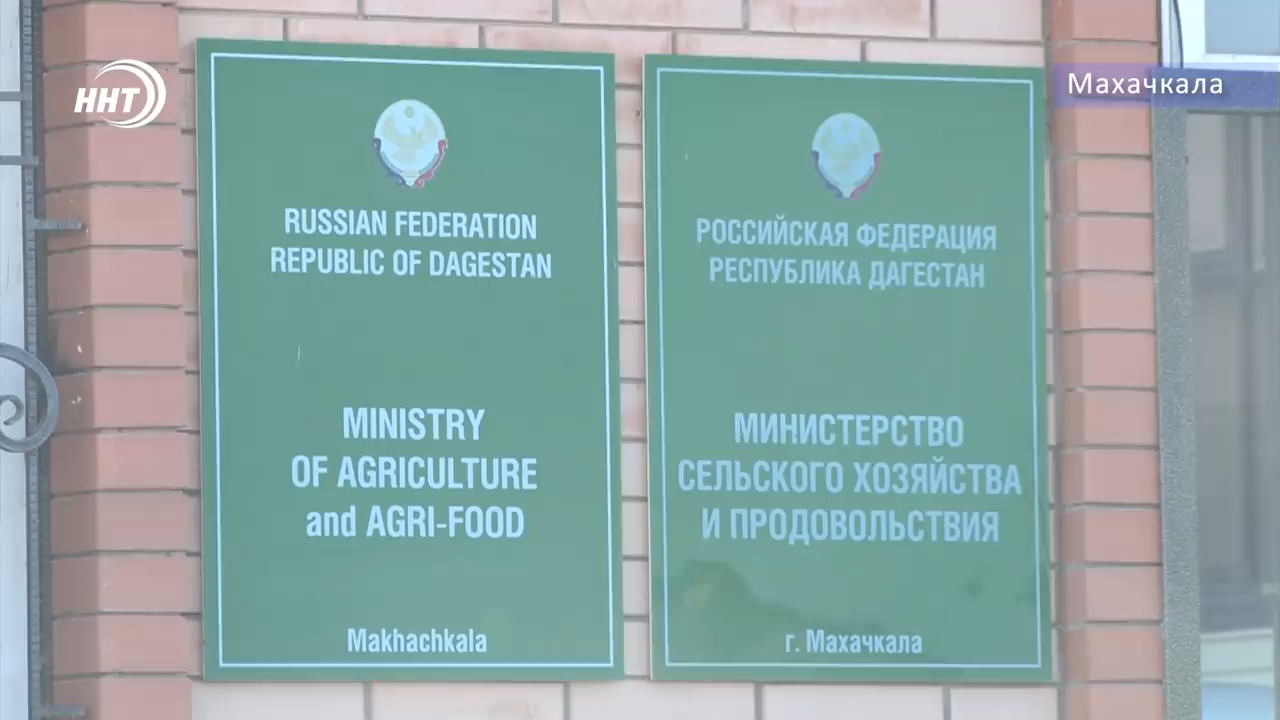 ННТ
Махачкала
RUSSIAN FEDERATION
REPUBLIC OF DAGESTAN
MINISTRY
OF AGRICULTURE
and AGRI-FOOD
Makhachkala
РОССИЙСКАЯ ФЕДЕРАЦИЯ
РЕСПУБЛИКА ДАГЕСТАН
МИНИСТЕРСТВО
СЕЛЬСКОГО ХОЗЯЙСТВА
И ПРОДОВОЛЬСТВИЯ
г. Махачкала